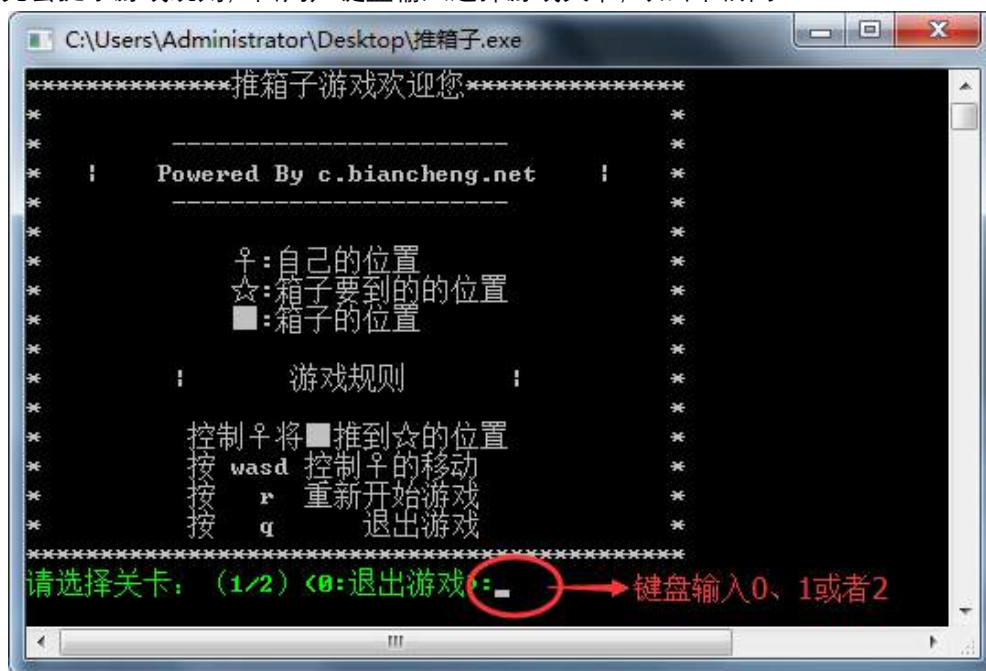 C:\Users\Administrator\Desktop\推箱子.exe
**************推箱子游戏欢迎您***************
* *
* ----------------------- *
* | Powered By c.biancheng.net | *
* ----------------------- *
* *
* ♀:自己的位置 *
* ☆:箱子要到的的位置 *
* ■:箱子的位置 *
* *
* | 游戏规则 | *
* *
* 控制♀将■推到☆的位置 *
* 按 wasd 控制♀的移动 *
* 按 r 重新开始游戏 *
* 按 q 退出游戏 *
*********************************************
请选择关卡: (1/2) <0:退出游戏>:_ 键盘输入0、1或者2